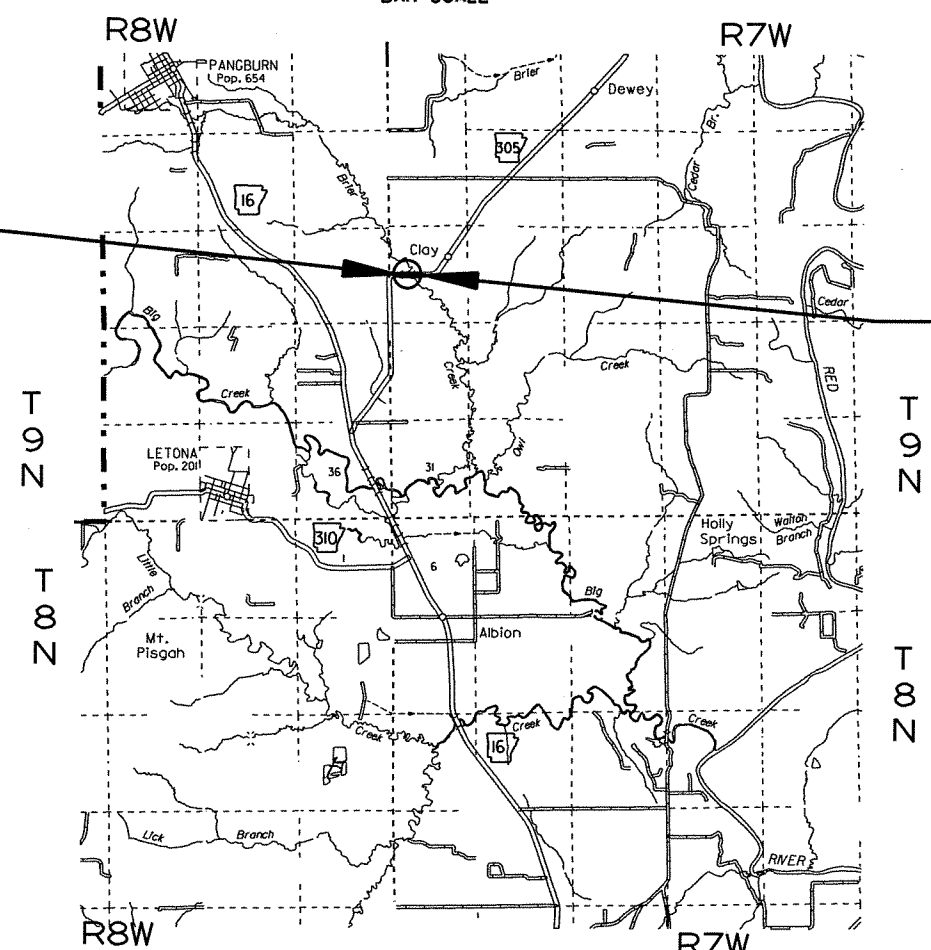 R8W
R7W
PANGBURN
Pop. 654
Brier
Dewey
305
Br.
Cedar
16
Brier
Clay
Cedar
Big
Creek
Creek
Creek
RED
T
9
N
T
9
N
LETONA
Pop. 201
36
31
Owl
310
Holly
Springs
Walton
Branch
6
T
8
N
Little
Branch
Big
Mt.
Pisgah
Albion
T
8
N
Creek
16
Creek
Creek
Lick
Branch
RIVER
R8W
R7W